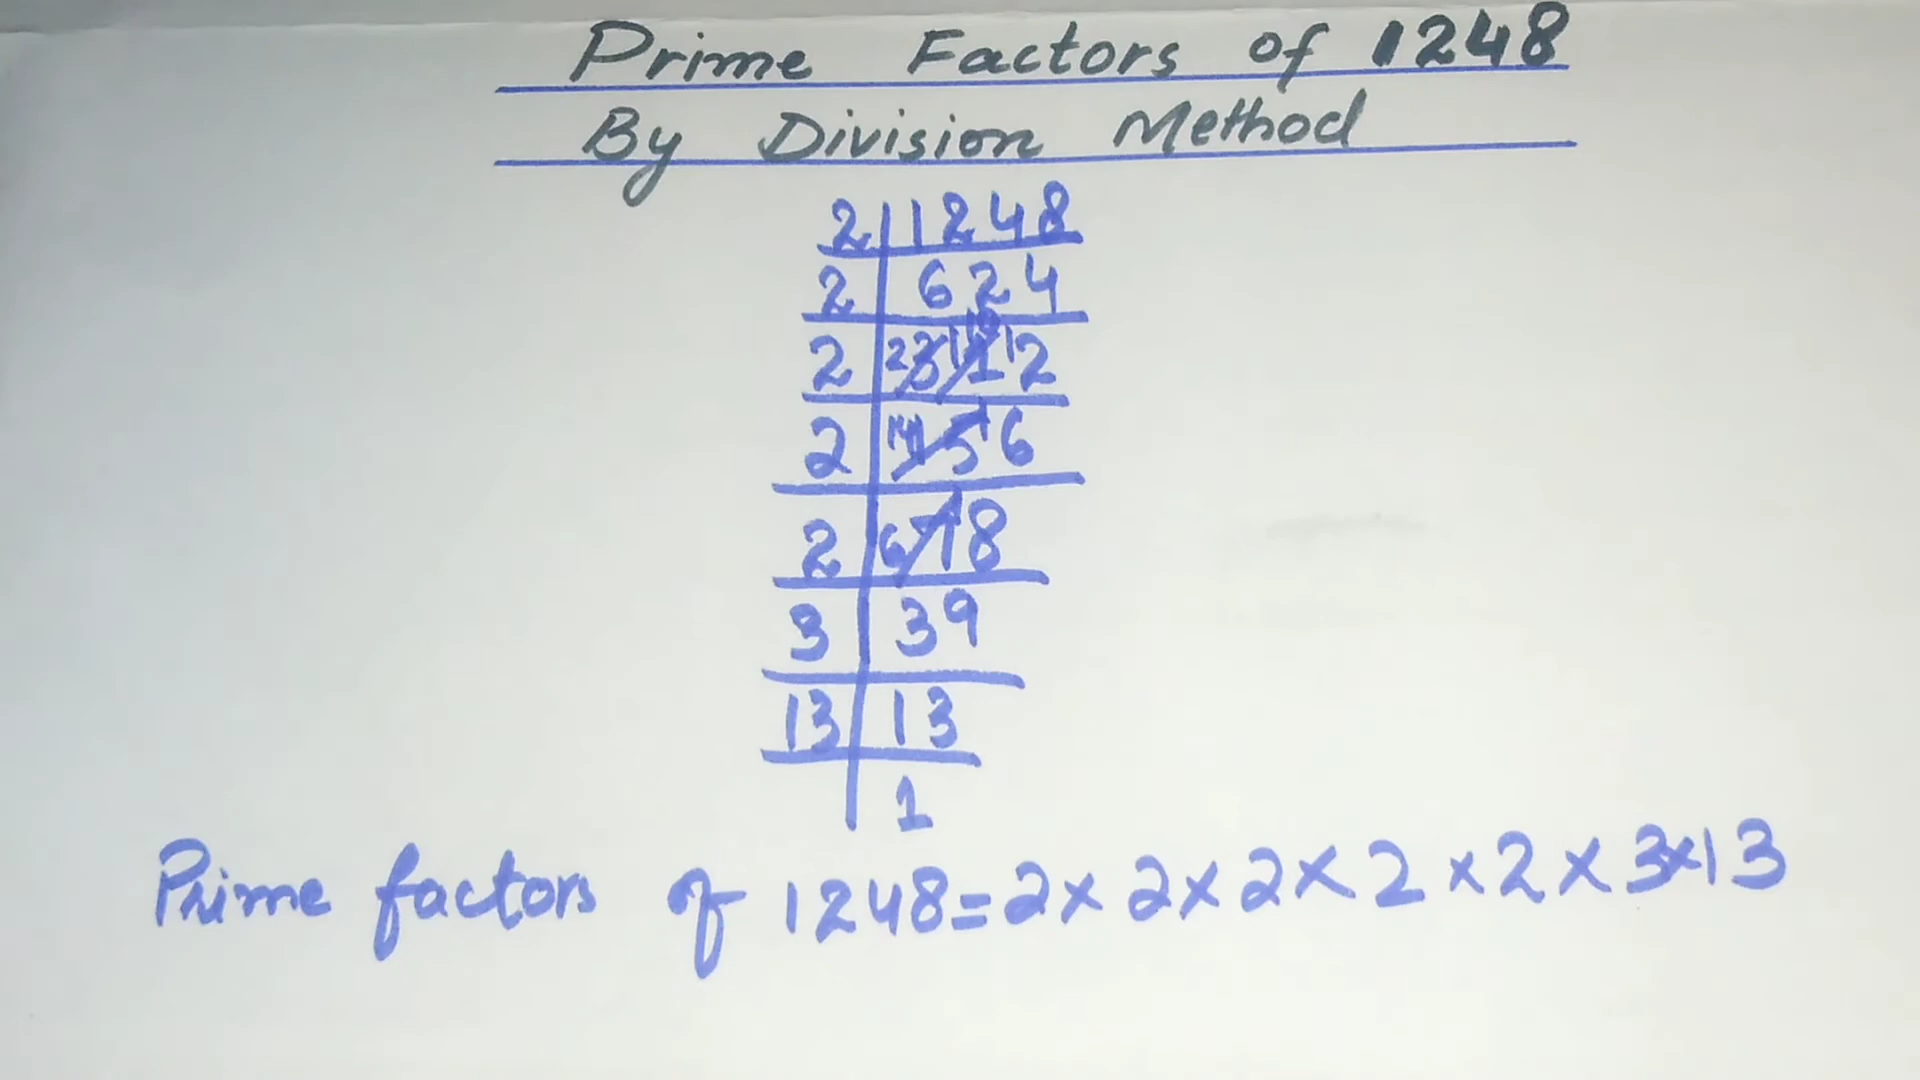 Prime Factors of 1248
By Division Method
2 1248
2 624
2 312
2 156
2 78
3 39
13 13
1
Prime factors of 1248=2×2×2×2×2×3×13